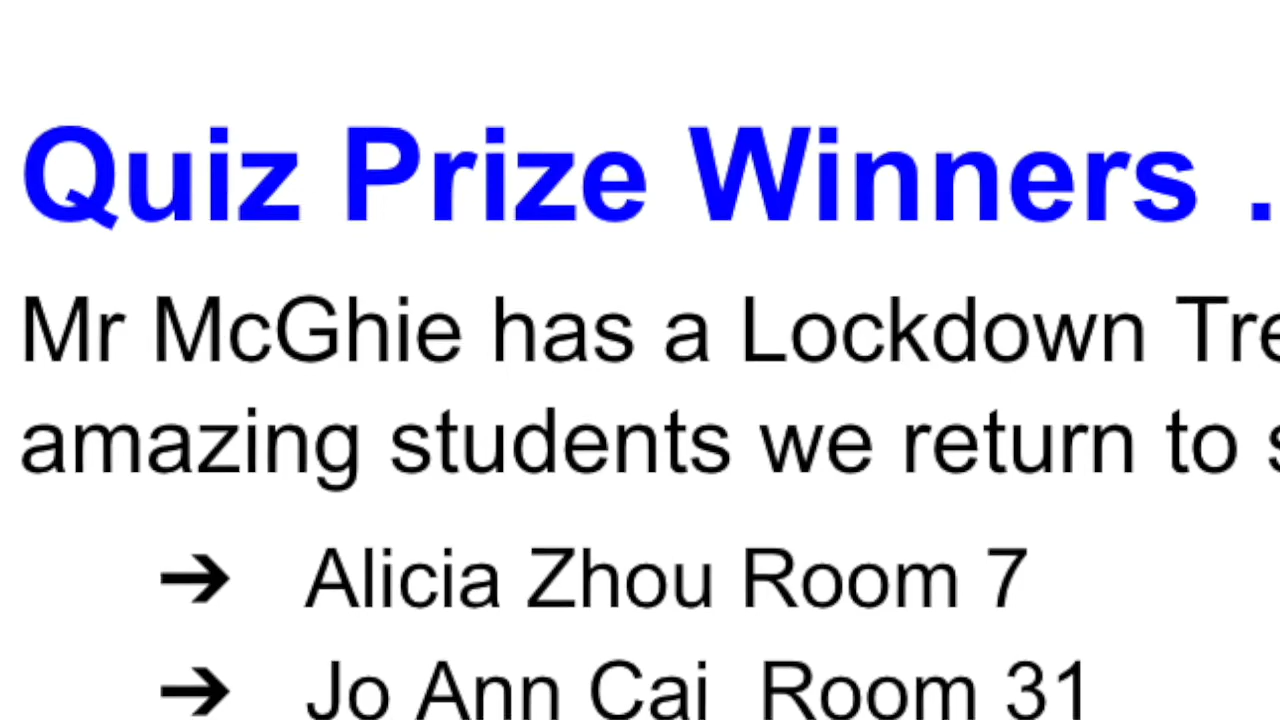 Quiz Prize Winners .
Mr McGhie has a Lockdown
amazing students we return to
➔ Alicia Zhou Room 7
➔ Jo Ann Cai Room 31